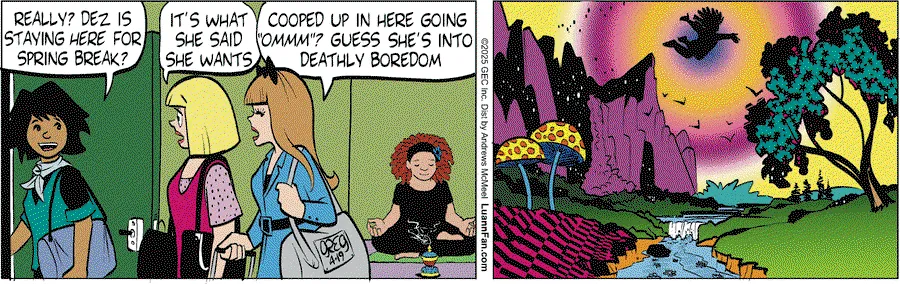 REALLY? DEZ IS
STAYING HERE FOR
SPRING BREAK?
IT'S WHAT
SHE SAID
SHE WANTS
COOPED UP IN HERE GOING
"OMMM"? GUESS SHE'S INTO
DEATHLY BOREDOM
GREG
4-19
©2025 GEC Inc. Dist by Andrews McMeel LuannFan.com